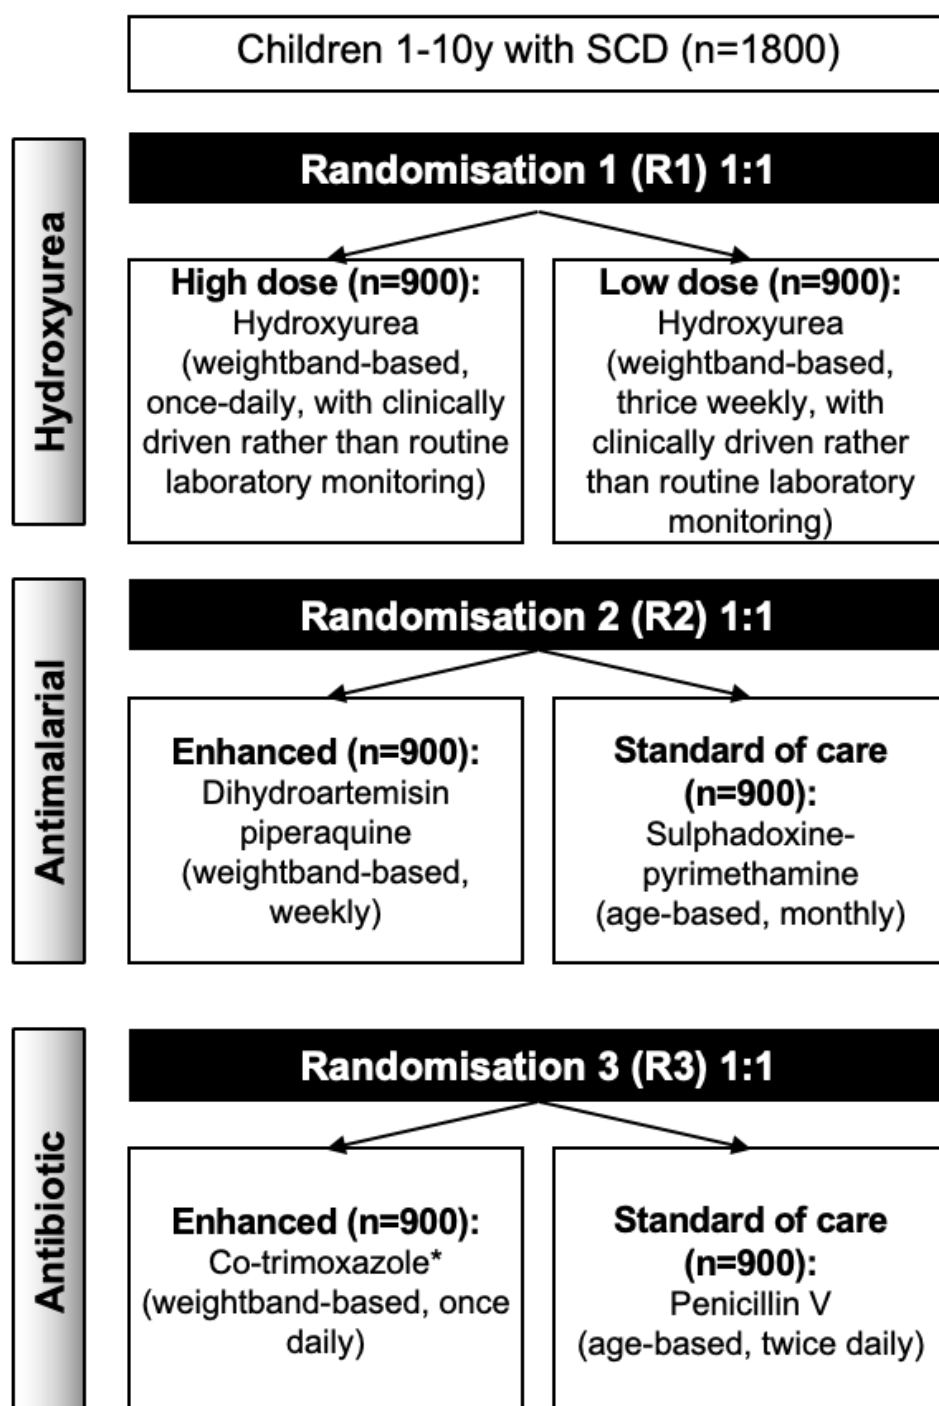 Children 1-10y with SCD (n=1800)
Hydroxyurea
Randomisation 1 (R1) 1:1
High dose (n=900):
Hydroxyurea
(weightband-based,
once-daily, with clinically
driven rather than routine
laboratory monitoring)
Low dose (n=900):
Hydroxyurea
(weightband-based,
thrice weekly, with
clinically driven rather
than routine laboratory
monitoring)
Antimalarial
Randomisation 2 (R2) 1:1
Enhanced (n=900):
Dihydroartemisin
piperaquine
(weightband-based,
weekly)
Standard of care
(n=900):
Sulphadoxine-
pyrimethamine
(age-based, monthly)
Antibiotic
Randomisation 3 (R3) 1:1
Enhanced (n=900):
Co-trimoxazole*
(weightband-based, once
daily)
Standard of care
(n=900):
Penicillin V
(age-based, twice daily)